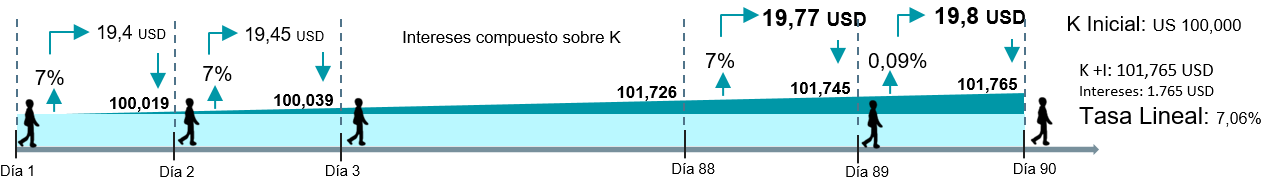 19,4 USD
19,45 USD
Intereses compuesto sobre K
19,77 USD
19,8 USD
K Inicial: US 100,000
7%
7%
7%
0,09%
K +I: 101,765 USD
Intereses: 1.765 USD
Tasa Lineal: 7,06%
100,019
100,039
101,726
101,745
101,765
Día 1
Día 2
Día 3
Día 88
Día 89
Día 90